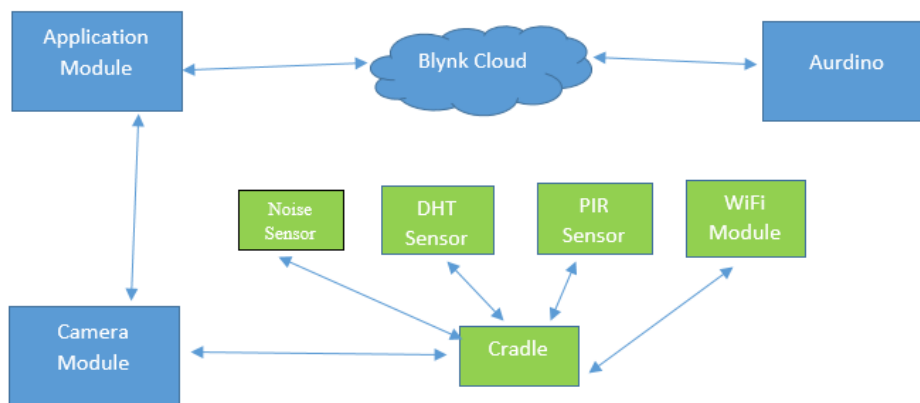 Application
Module
Blynk Cloud
Aurdino
Noise
Sensor
DHT
Sensor
PIR
Sensor
WiFi
Module
Camera
Module
Cradle